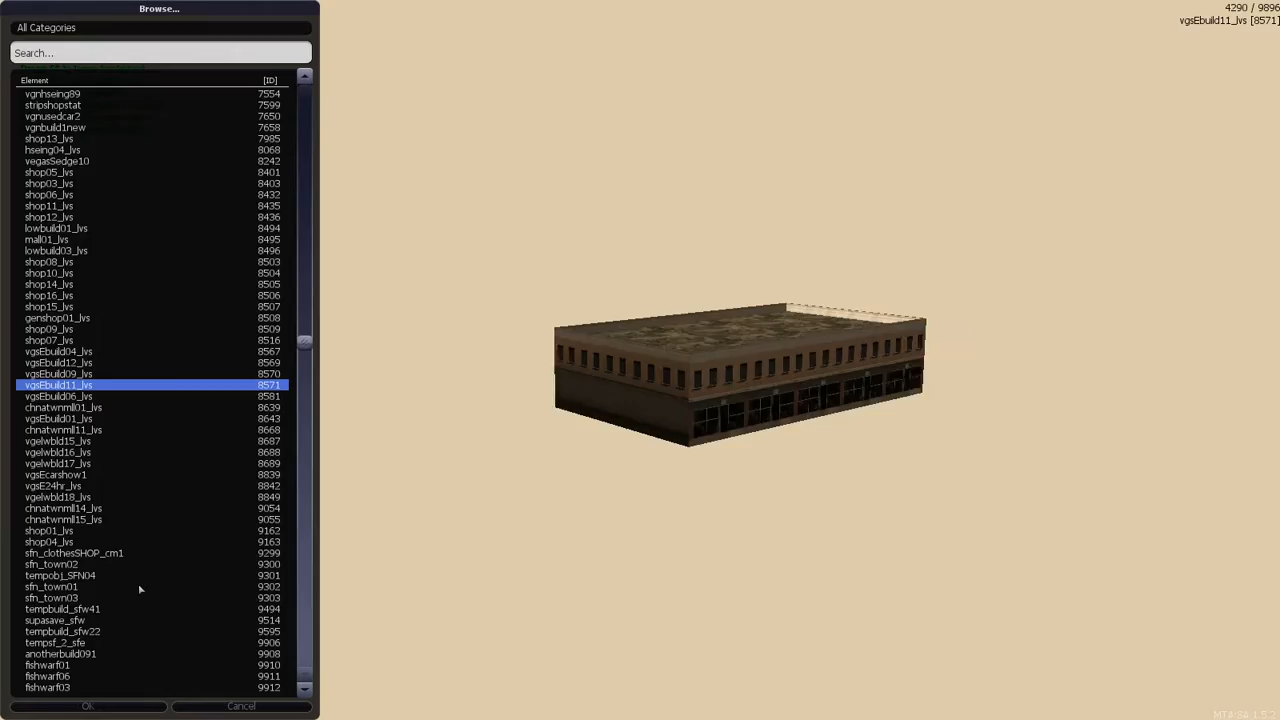 Browse...
All Categories
Search...
Element [ID]
vgnhseing89 7554
stripshopstat 7599
vgnusedcar2 7650
vgnbuild1new 7658
shop13_lvs 7985
hseing04_lvs 8068
vegasSedge10 8242
shop05_lvs 8401
shop03_lvs 8403
shop06_lvs 8432
shop11_lvs 8435
shop12_lvs 8436
lowbuild01_lvs 8494
mall01_lvs 8495
lowbuild03_lvs 8496
shop08_lvs 8503
shop10_lvs 8504
shop14_lvs 8505
shop16_lvs 8506
shop15_lvs 8507
genshop01_lvs 8508
shop09_lvs 8509
shop07_lvs 8516
vgsEbuild04_lvs 8567
vgsEbuild12_lvs 8569
vgsEbuild09_lvs 8570
vgsEbuild11_lvs 8571
vgsEbuild06_lvs 8581
chnatwnmll01_lvs 8639
vgsEbuild01_lvs 8643
chnatwnmll11_lvs 8668
vgelwbld15_lvs 8687
vgelwbld16_lvs 8688
vgelwbld17_lvs 8689
vgsEcarshow1 8839
vgsE24hr_lvs 8842
vgelwbld18_lvs 8849
chnatwnmll14_lvs 9054
chnatwnmll15_lvs 9055
shop01_lvs 9162
shop04_lvs 9163
sfn_clothesSHOP_cm1 9299
sfn_town02 9300
tempobj_SFN04 9301
sfn_town01 9302
sfn_town03 9303
tempbuild_sfw41 9494
supasave_sfw 9514
tempbuild_sfw22 9595
tempsf_2_sfe 9906
anotherbuild091 9908
fishwarf01 9910
fishwarf06 9911
fishwarf03 9912
OK Cancel
4290 / 9896
vgsEbuild11_lvs [8571]
MTA:SA 1.5.2